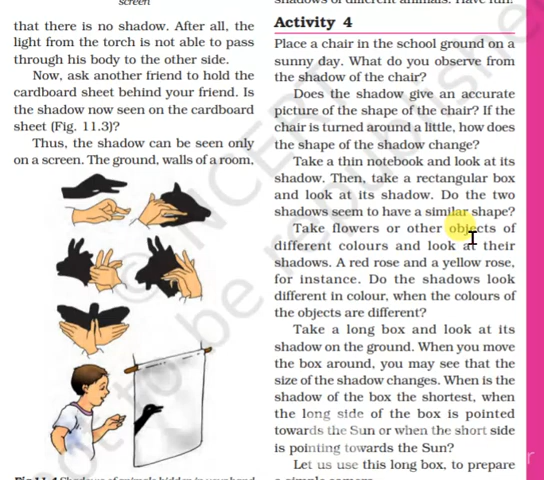 screen
that there is no shadow. After all, the
light from the torch is not able to pass
through his body to the other side.
Now, ask another friend to hold the
cardboard sheet behind your friend. Is
the shadow now seen on the cardboard
sheet (Fig. 11.3)?
Thus, the shadow can be seen only
on a screen. The ground, walls of a room,
Activity 4
Place a chair in the school ground on a
sunny day. What do you observe from
the shadow of the chair?
Does the shadow give an accurate
picture of the shape of the chair? If the
chair is turned around a little, how does
the shape of the shadow change?
Take a thin notebook and look at its
shadow. Then, take a rectangular box
and look at its shadow. Do the two
shadows seem to have a similar shape?
Take flowers or other objects of
different colours and look at their
shadows. A red rose and a yellow rose,
for instance. Do the shadows look
different in colour, when the colours of
the objects are different?
Take a long box and look at its
shadow on the ground. When you move
the box around, you may see that the
size of the shadow changes. When is the
shadow of the box the shortest, when
the long side of the box is pointed
towards the Sun or when the short side
is pointing towards the Sun?
Let us use this long box, to prepare
© NCERT
not to be republished